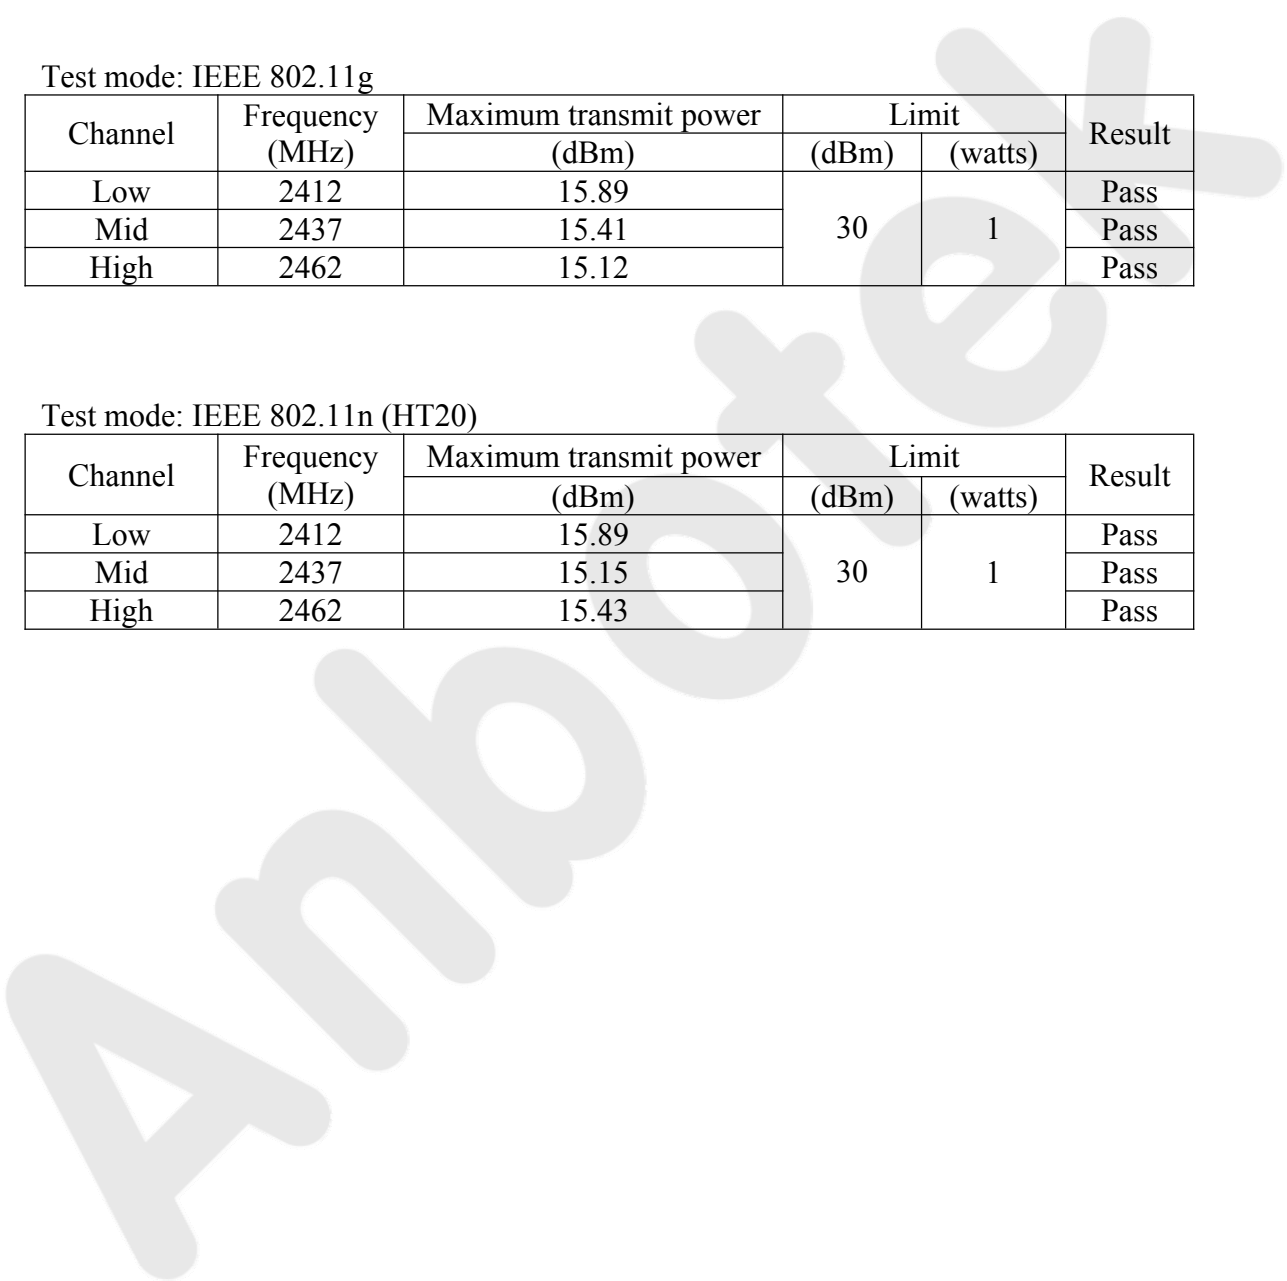 Test mode: IEEE 802.11g
Channel Frequency (MHz) Maximum transmit power Limit Result
(dBm) (dBm) (watts)
Low 2412 15.89 30 1 Pass
Mid 2437 15.41 Pass
High 2462 15.12 Pass
Test mode: IEEE 802.11n (HT20)
Channel Frequency (MHz) Maximum transmit power Limit Result
(dBm) (dBm) (watts)
Low 2412 15.89 30 1 Pass
Mid 2437 15.15 Pass
High 2462 15.43 Pass
Anbotek